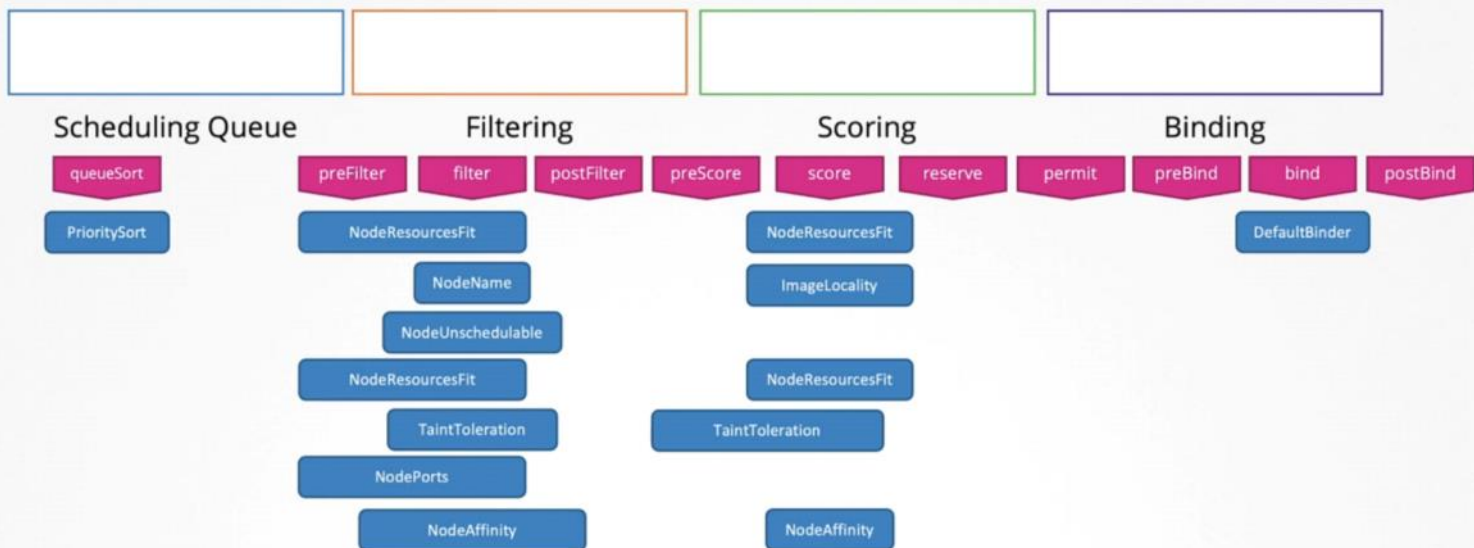 Scheduling Queue Filtering Scoring Binding
queueSort preFilter filter postFilter preScore score reserve permit preBind bind postBind
PrioritySort NodeResourcesFit NodeResourcesFit DefaultBinder
NodeName
ImageLocality
NodeUnschedulable
NodeResourcesFit NodeResourcesFit
TaintToleration TaintToleration
NodePorts
NodeAffinity NodeAffinity